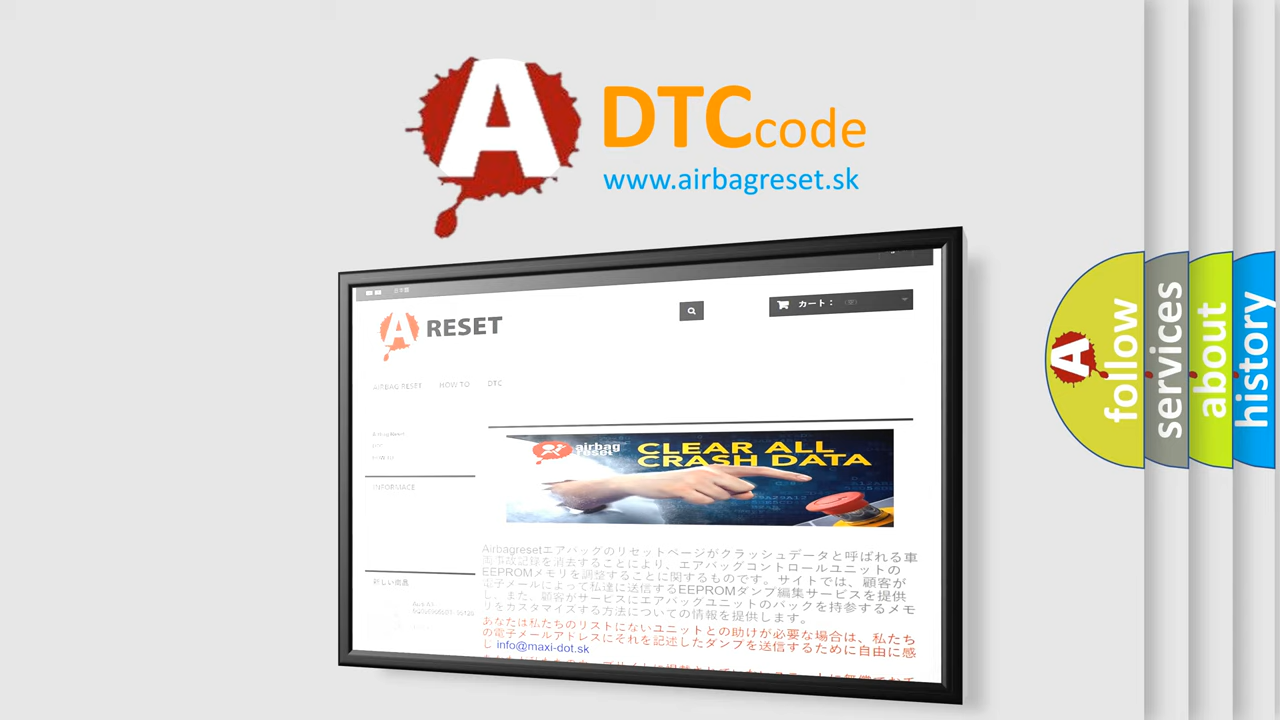 A DTCcode
www.airbagreset.sk
日本語
カート:
A RESET
AIRBAG RESET HOW TO DTC
INFORMACE
airbag
reset
CLEAR ALL
CRASH DATA
Airbagresetエアバッグのリセットページがクラッシュデータと呼ばれる車
両事故記録を消去することにより、エアバッグコントロールユニットの
EEPROMメモリを調整することに関するものです。サイトでは、顧客が
電子メールによって私達に送信するEEPROMダンプ編集サービスを提供
し、また、顧客がサービスにエアバッグユニットのバックを持参するメモ
リをカスタマイズする方法についての情報を提供します。
あなたは私たちのリストにないユニットとの助けが必要な場合は、私たち
の電子メールアドレスにそれを記述したダンプを送信するために自由に感
じ info@maxi-dot.sk
A follow
services
about
history